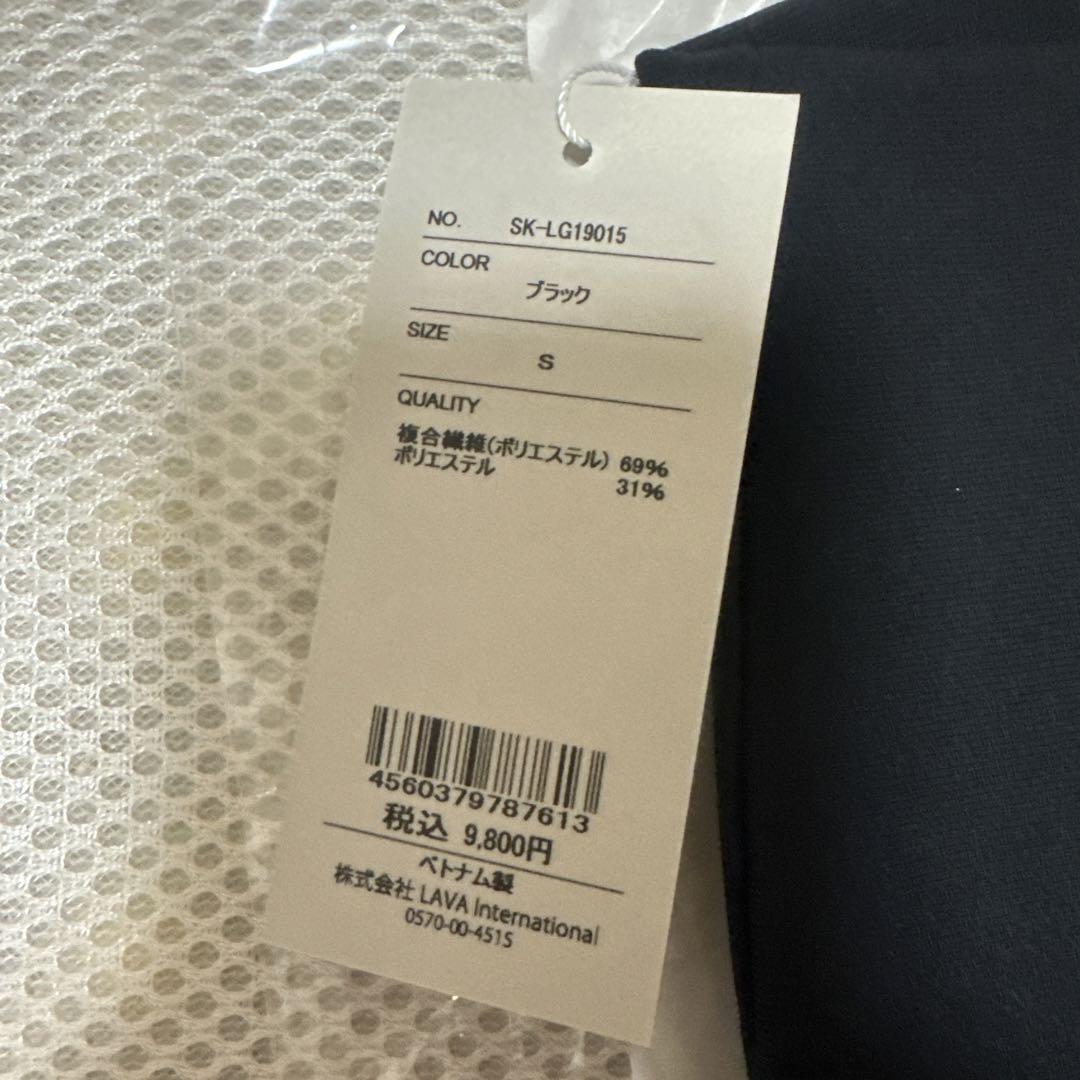 NO. SK-LG19015
COLOR
ブラック
SIZE
S
QUALITY
複合繊維(ポリエステル) 69%
ポリエステル 31%
4560379787613
税込 9,800円
ベトナム製
株式会社 LAVA International
0570-00-4515